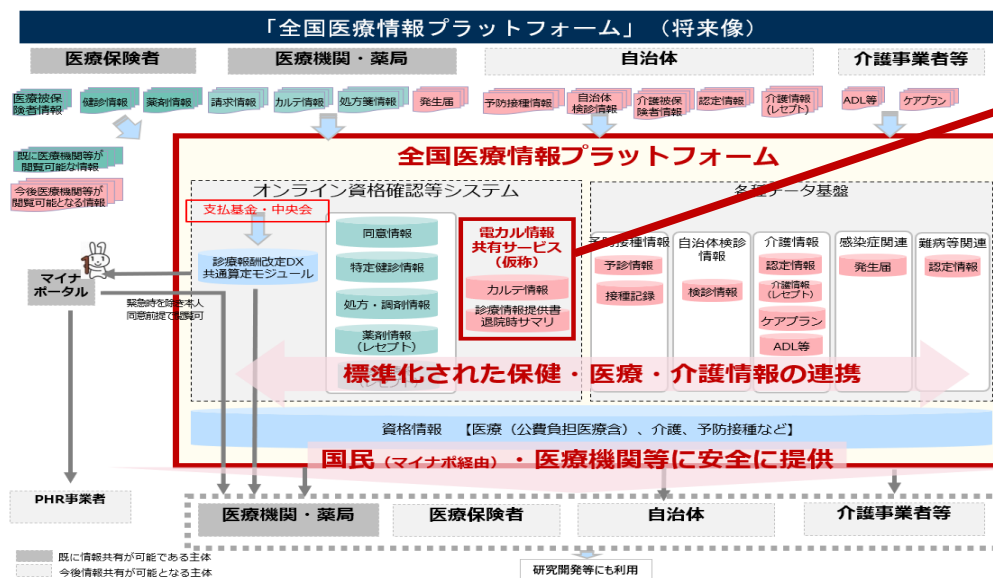 「全国医療情報プラットフォーム」（将来像）
医療保険者
医療機関・薬局
自治体
介護事業者等
医療被保
険者情報
健診情報
薬剤情報
請求情報
カルテ情報
処方箋情報
発生届
予防接種情報
自治体
検診情報
介護被保
険者情報
認定情報
介護情報
（レセプト）
ADL等
ケアプラン
既に医療機関等が
閲覧可能な情報
今後医療機関等が
閲覧可能となる情報
全国医療情報プラットフォーム
オンライン資格確認等システム
各種データ基盤
支払基金・中央会
診療報酬改定DX
共通算定モジュール
同意情報
特定健診情報
処方・調剤情報
薬剤情報
（レセプト）
電カル情報
共有サービス
（仮称）
カルテ情報
診療情報提供書
退院時サマリ
予防接種情報
予診情報
接種記録
自治体検診
情報
検診情報
介護情報
認定情報
介護情報
（レセプト）
ケアプラン
ADL等
感染症関連
発生届
難病等関連
認定情報
マイナ
ポータル
緊急時を除き本人
同意前提で閲覧可
標準化された保健・医療・介護情報の連携
資格情報　【医療（公費負担医療含）、介護、予防接種など】
国民（マイナポ経由）・医療機関等に安全に提供
PHR事業者
医療機関・薬局
医療保険者
自治体
介護事業者等
既に情報共有が可能である主体
今後情報共有が可能となる主体
研究開発等にも利用